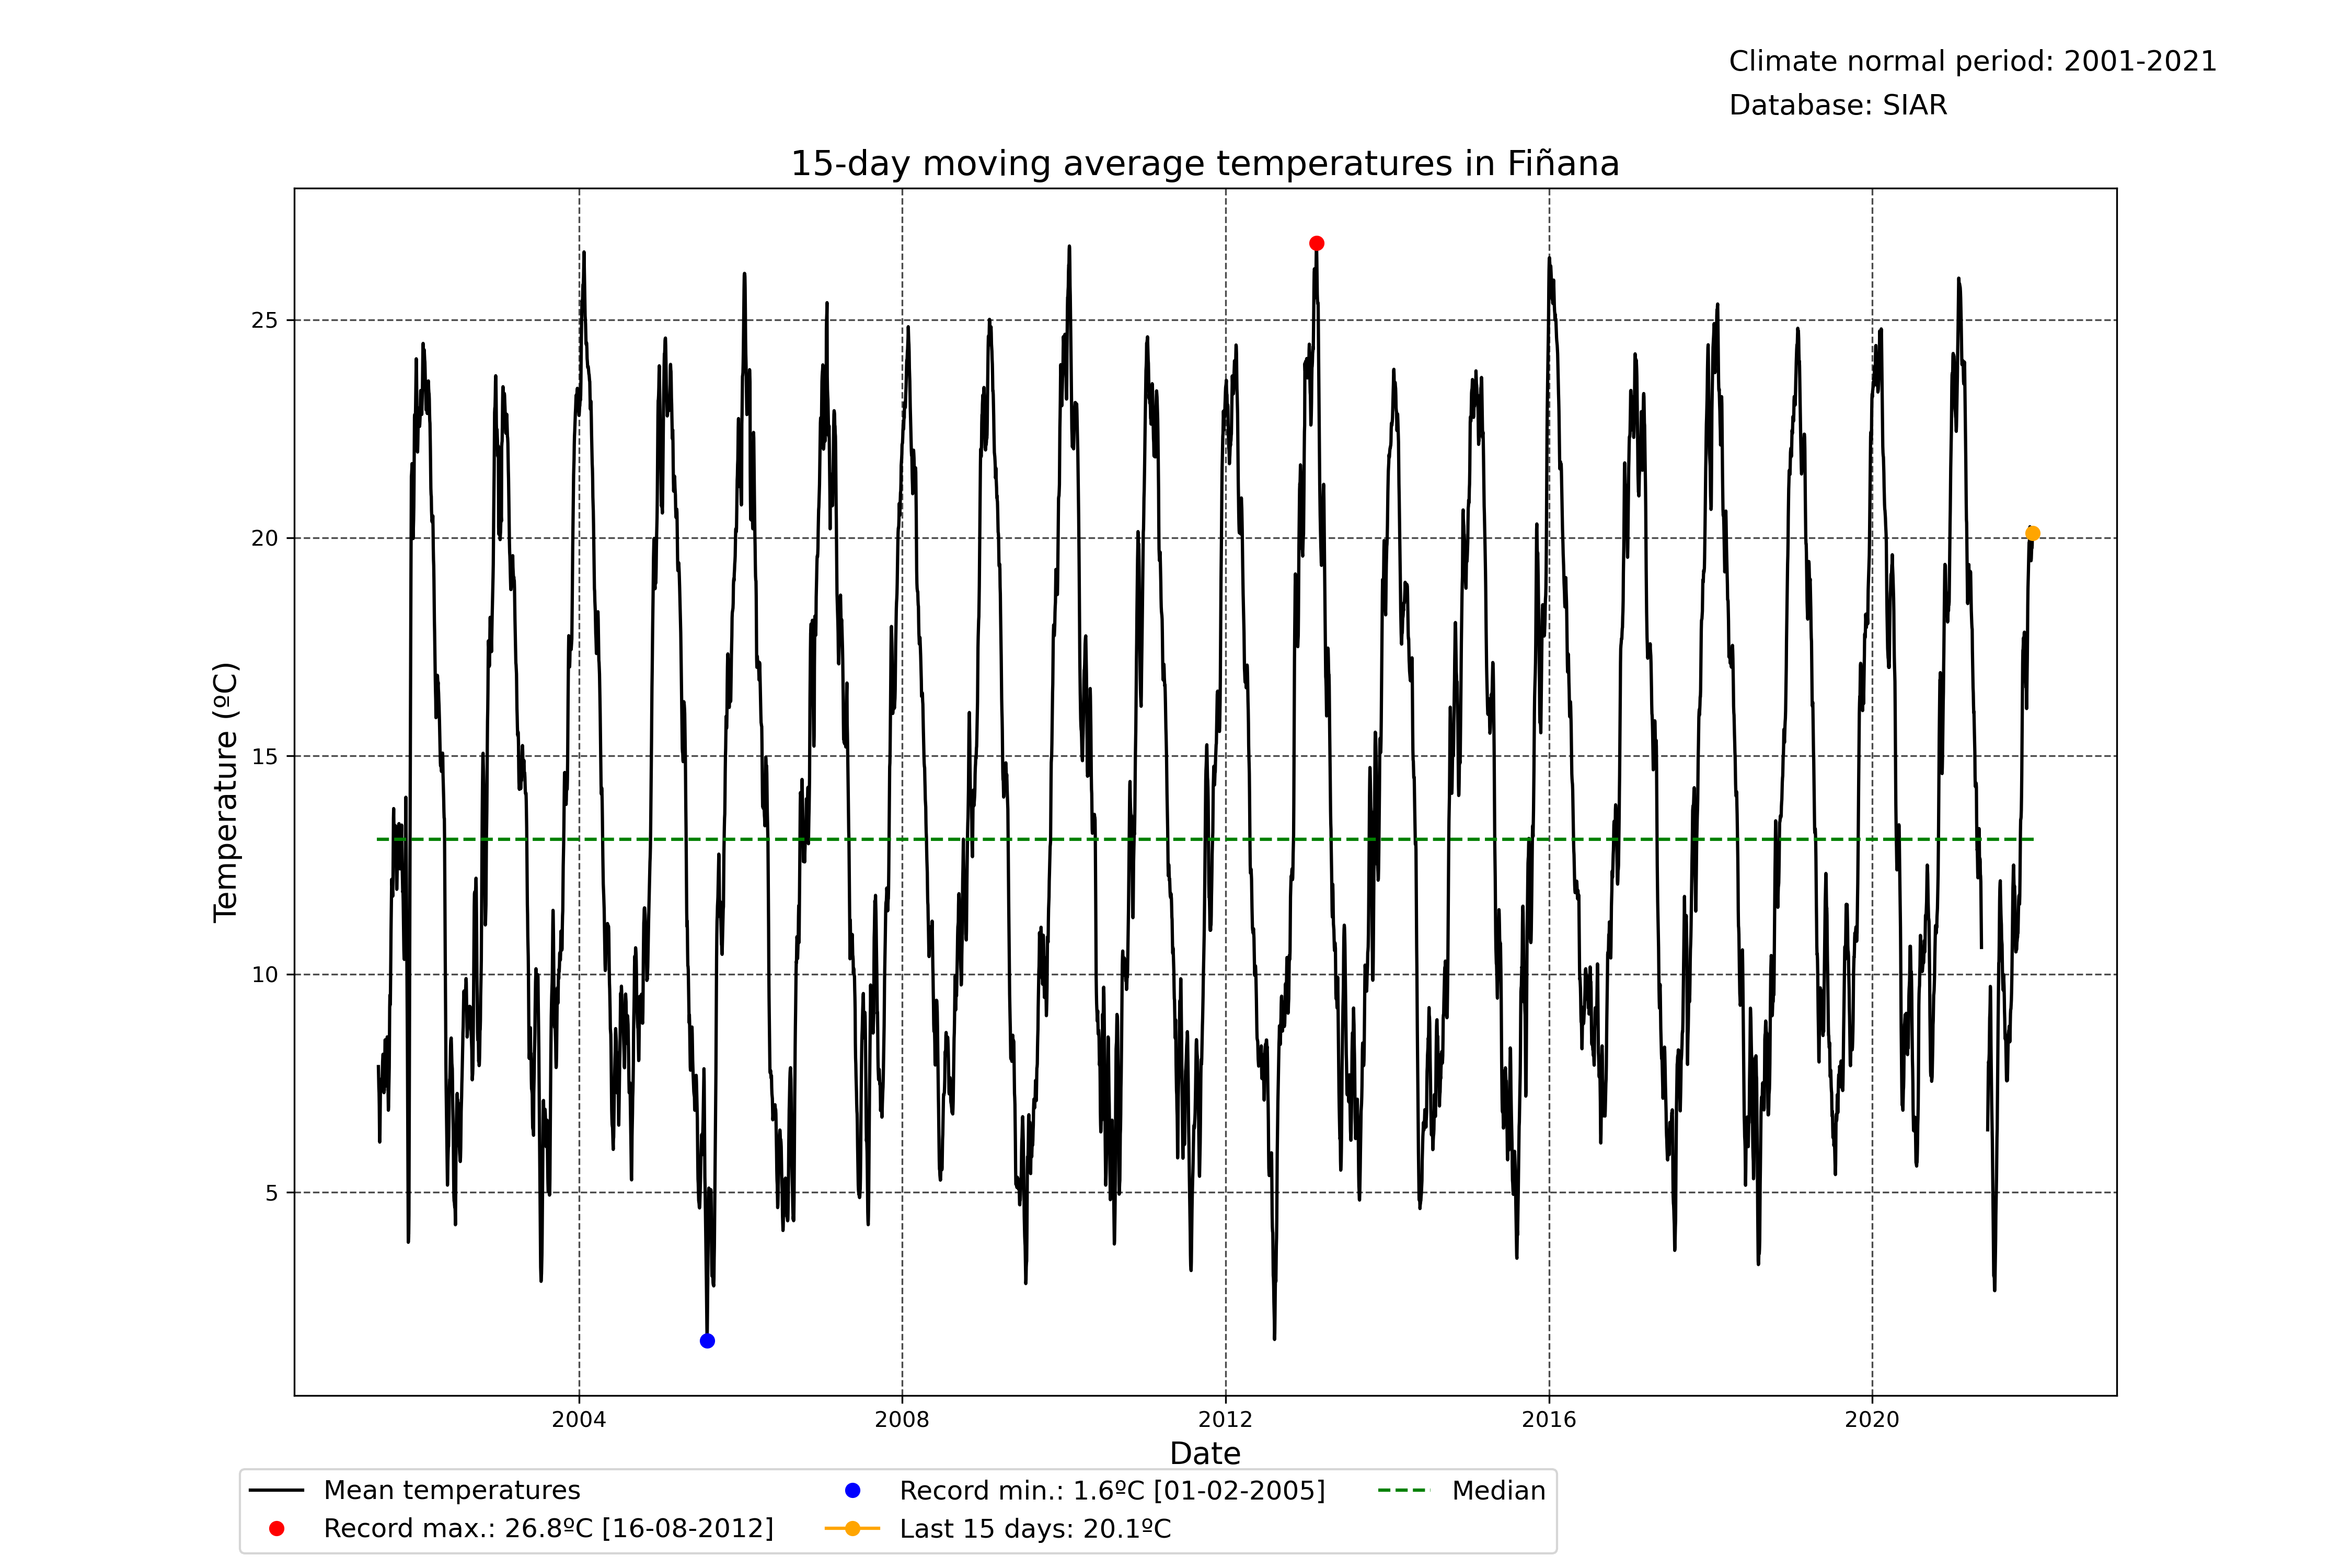 Climate normal period: 2001-2021
Database: SIAR
15-day moving average temperatures in Fiñana
Temperature (ºC)
25
20
15
10
5
2004
2008
2012
2016
2020
Date
Mean temperatures
Record max.: 26.8ºC [16-08-2012]
Record min.: 1.6ºC [01-02-2005]
Last 15 days: 20.1ºC
Median